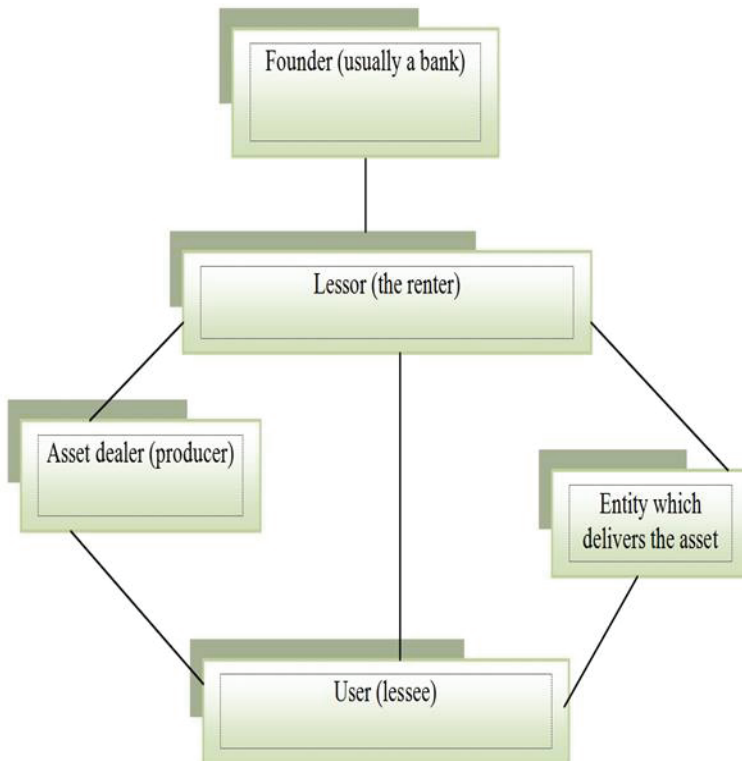 Founder (usually a bank)
Lessor (the renter)
Asset dealer (producer)
Entity which
delivers the asset
User (lessee)